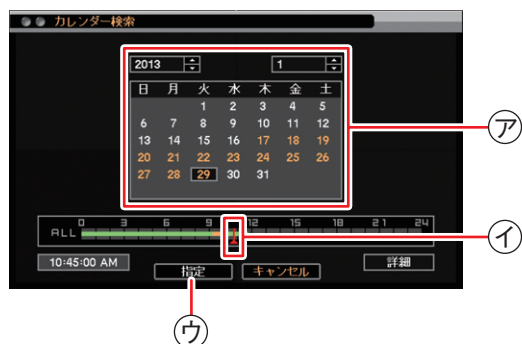 カレンダー検索
2013 1
日 月 火 水 木 金 土
1 2 3 4 5
6 7 8 9 10 11 12
13 14 15 16 17 18 19
20 21 22 23 24 25 26
27 28 29 30 31
ア
0 3 6 9 12 15 18 21 24
ALL
イ
10:45:00 AM 指定 キャンセル 詳細
ウ